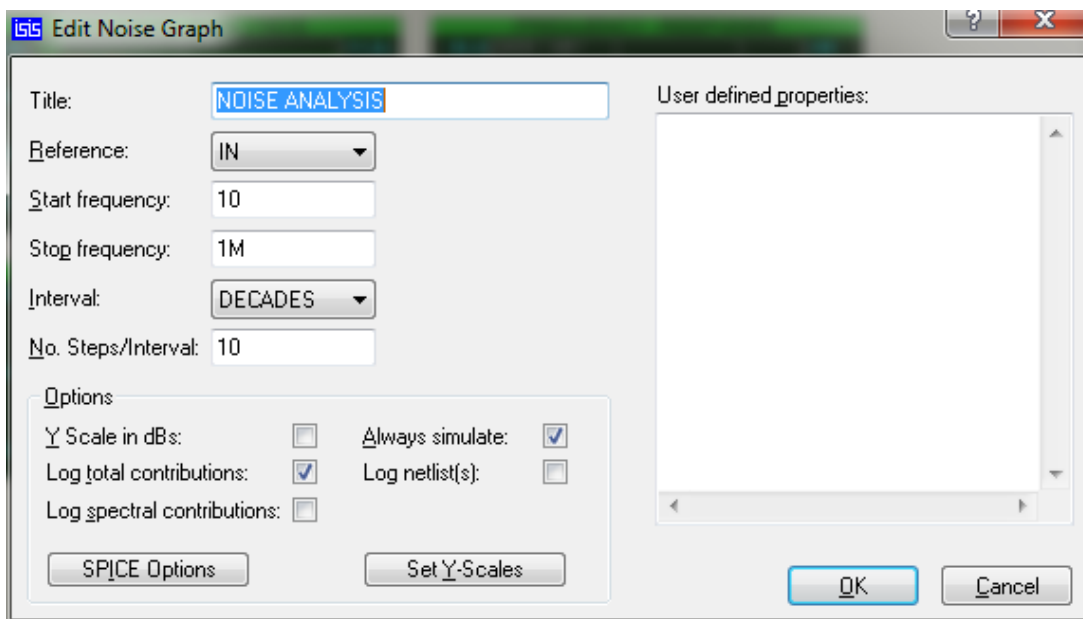 isis Edit Noise Graph
? X
Title: NOISE ANALYSIS
Reference: IN
Start frequency: 10
Stop frequency: 1M
Interval: DECADES
No. Steps/Interval: 10
Options
Y Scale in dBs:
Always simulate:
Log total contributions:
Log netlist(s):
Log spectral contributions:
SPICE Options
Set Y-Scales
User defined properties:
OK
Cancel